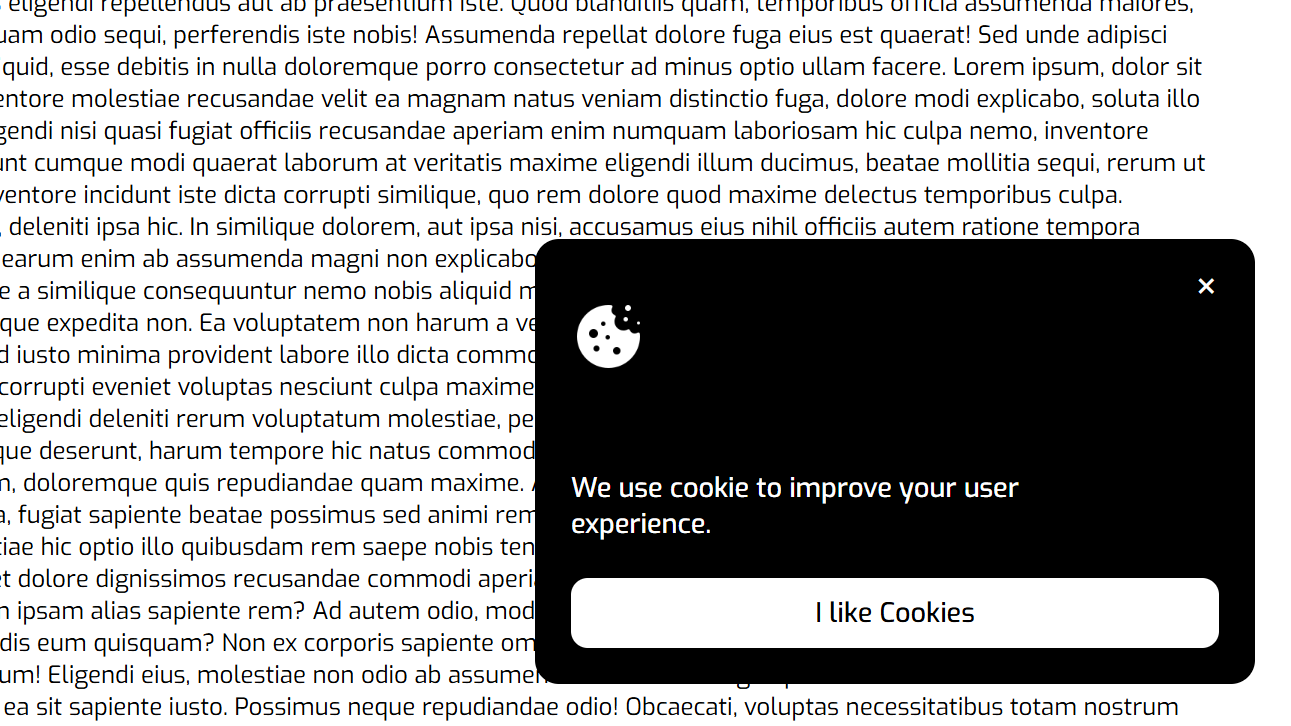 eligendi repellendus aut ab praesentium iste. Quod blanditiis quam, temporibus officia assumenda maiores,
uam odio sequi, perferendis iste nobis! Assumenda repellat dolore fuga eius est quaerat! Sed unde adipisci
quid, esse debitis in nulla doloremque porro consectetur ad minus optio ullam facere. Lorem ipsum, dolor sit
entore molestiae recusandae velit ea magnam natus veniam distinctio fuga, dolore modi explicabo, soluta illo
gendi nisi quasi fugiat officiis recusandae aperiam enim numquam laboriosam hic culpa nemo, inventore
unt cumque modi quaerat laborum at veritatis maxime eligendi illum ducimus, beatae mollitia sequi, rerum ut
ventore incidunt iste dicta corrupti similique, quo rem dolore quod maxime delectus temporibus culpa.
, deleniti ipsa hic. In similique dolorem, aut ipsa nisi, accusamus eius nihil officiis autem ratione tempora
earum enim ab assumenda magni non explicabo
e a similique consequuntur nemo nobis aliquid
que expedita non. Ea voluptatem non harum a ve
d iusto minima provident labore illo dicta commo
corrupti eveniet voluptas nesciunt culpa maxime
eligendi deleniti rerum voluptatum molestiae, pe
que deserunt, harum tempore hic natus commod
m, doloremque quis repudiandae quam maxime.
a, fugiat sapiente beatae possimus sed animi rem
tiae hic optio illo quibusdam rem saepe nobis ten
et dolore dignissimos recusandae commodi aperia
n ipsam alias sapiente rem? Ad autem odio, mod
dis eum quisquam? Non ex corporis sapiente om
um! Eligendi eius, molestiae non odio ab assumen
ea sit sapiente iusto. Possimus neque repudiandae odio! Obcaecati, voluptas necessitatibus totam nostrum
×
We use cookie to improve your user
experience.
I like Cookies